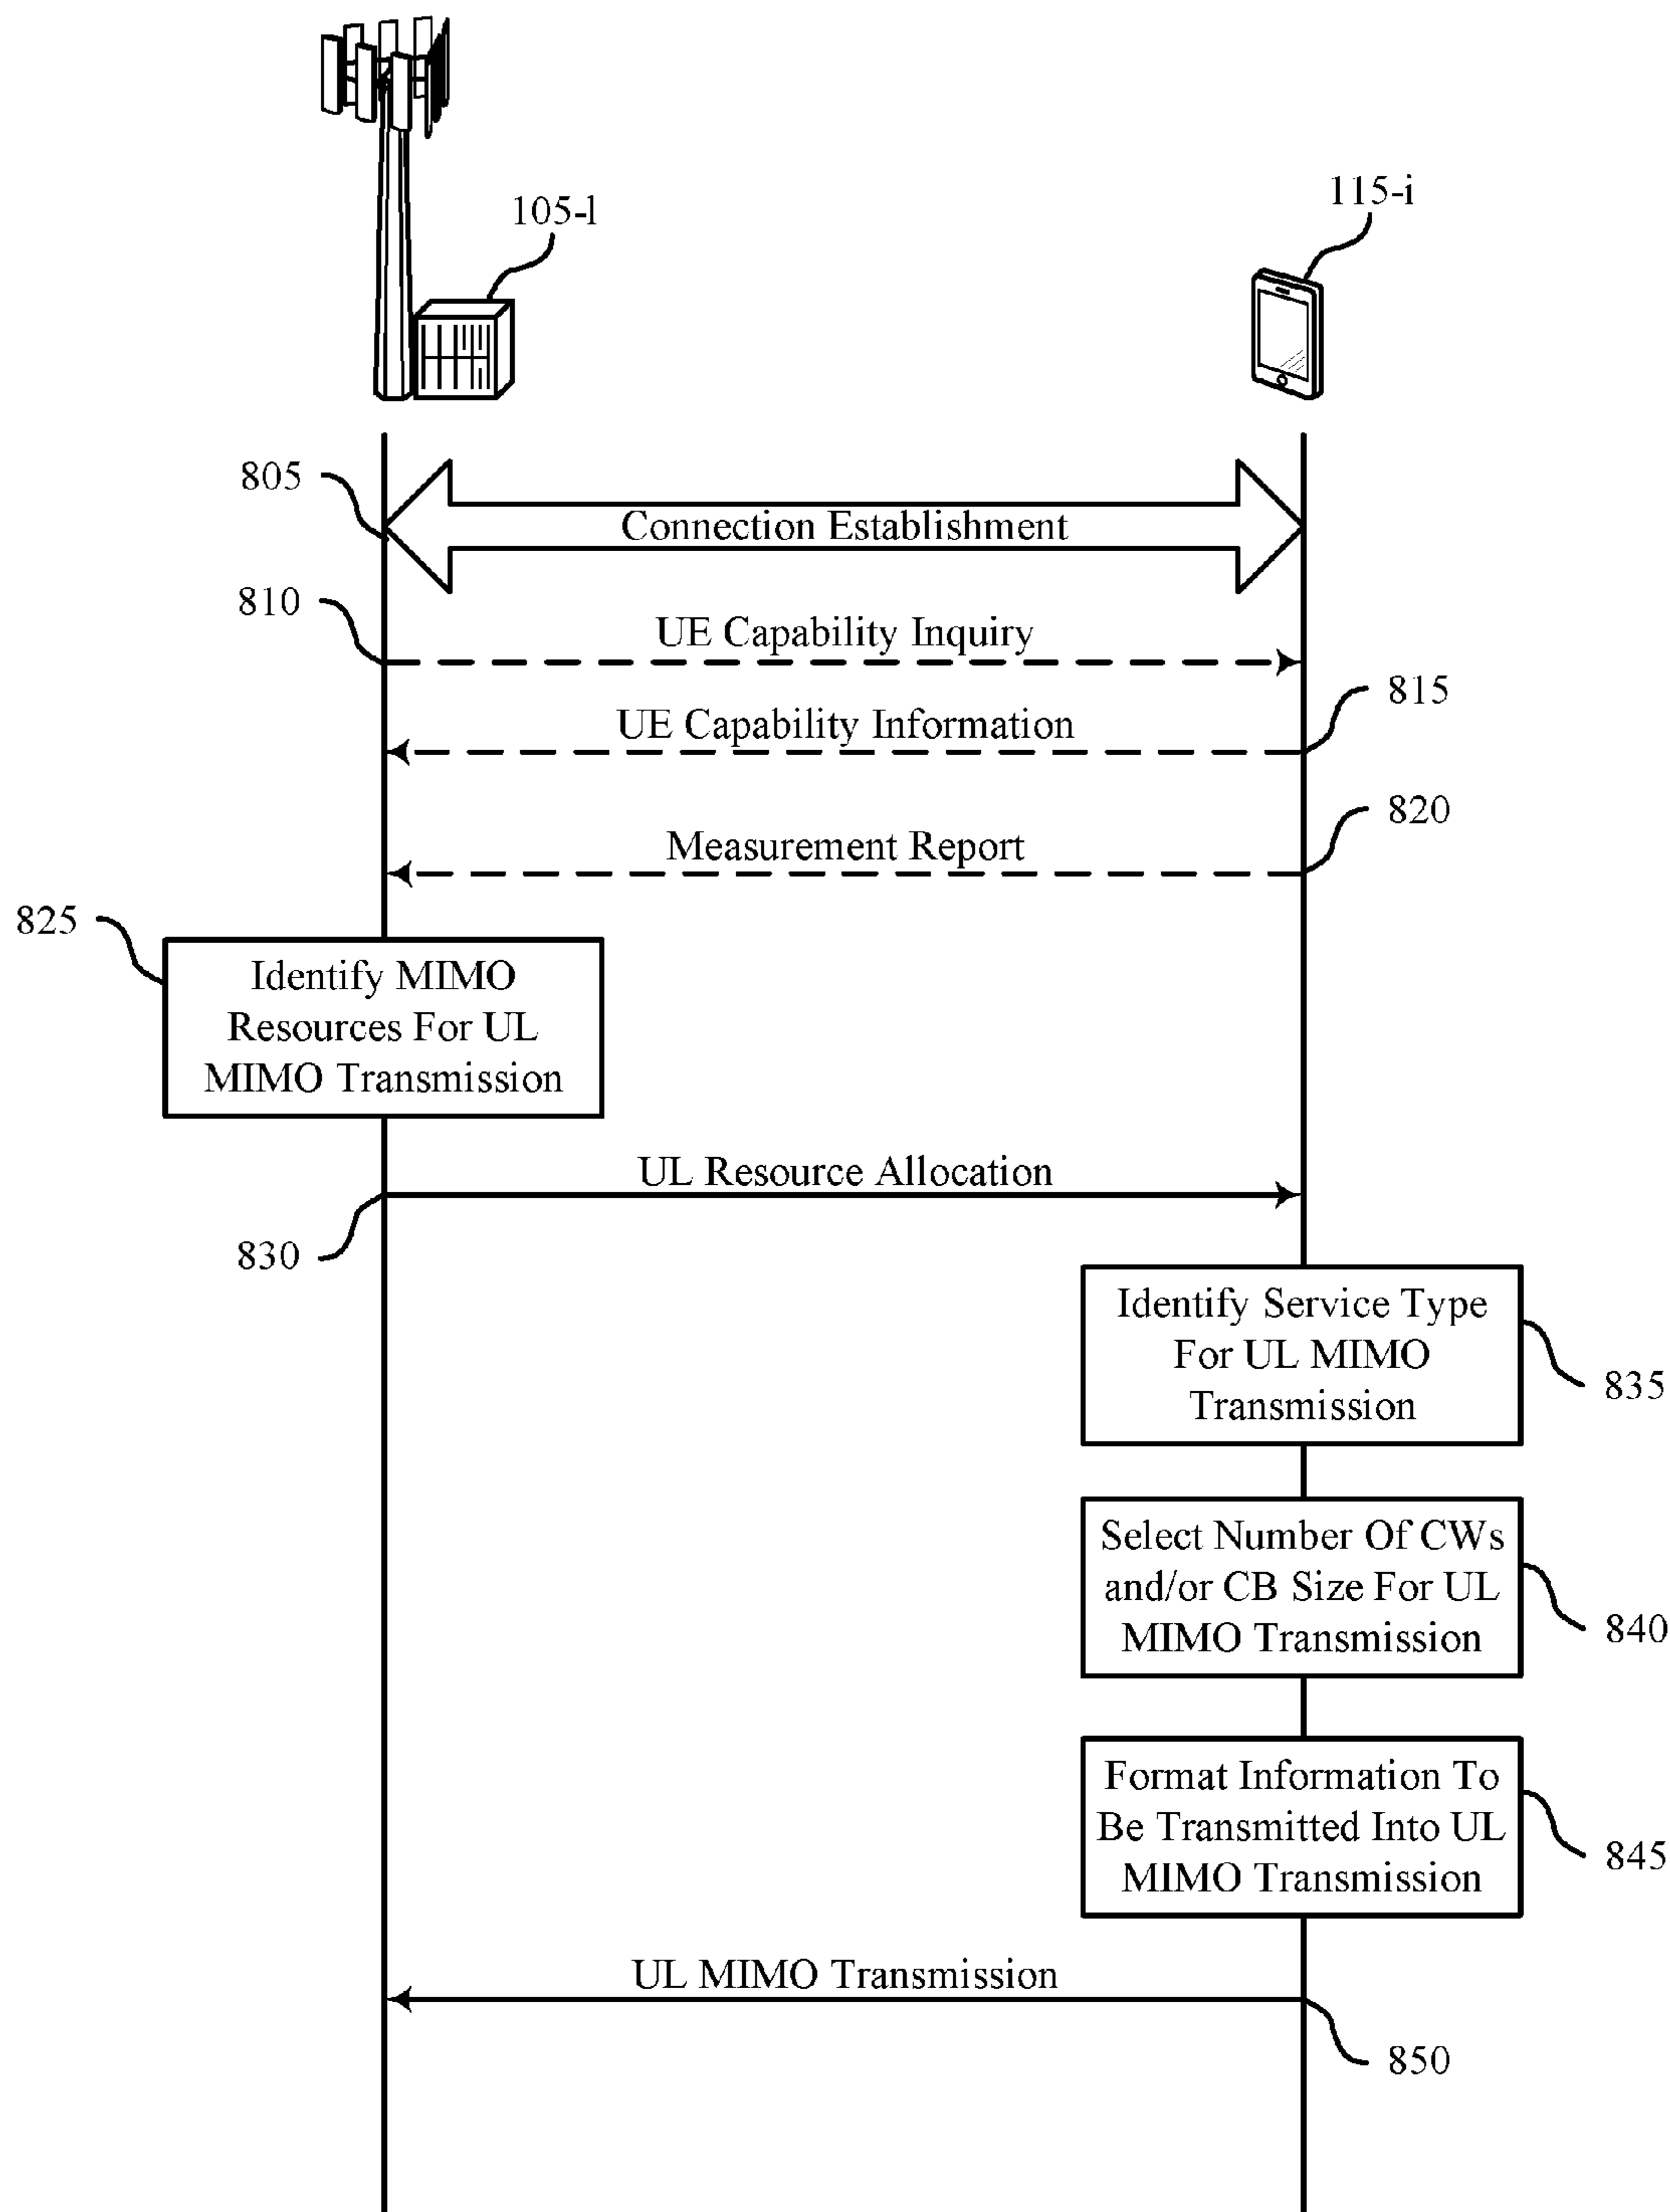 105-l
115-i
805
Connection Establishment
810
UE Capability Inquiry
815
UE Capability Information
820
Measurement Report
825
Identify MIMO
Resources For UL
MIMO Transmission
UL Resource Allocation
830
Identify Service Type
For UL MIMO
Transmission
835
Select Number Of CWs
and/or CB Size For UL
MIMO Transmission
840
Format Information To
Be Transmitted Into UL
MIMO Transmission
845
UL MIMO Transmission
850